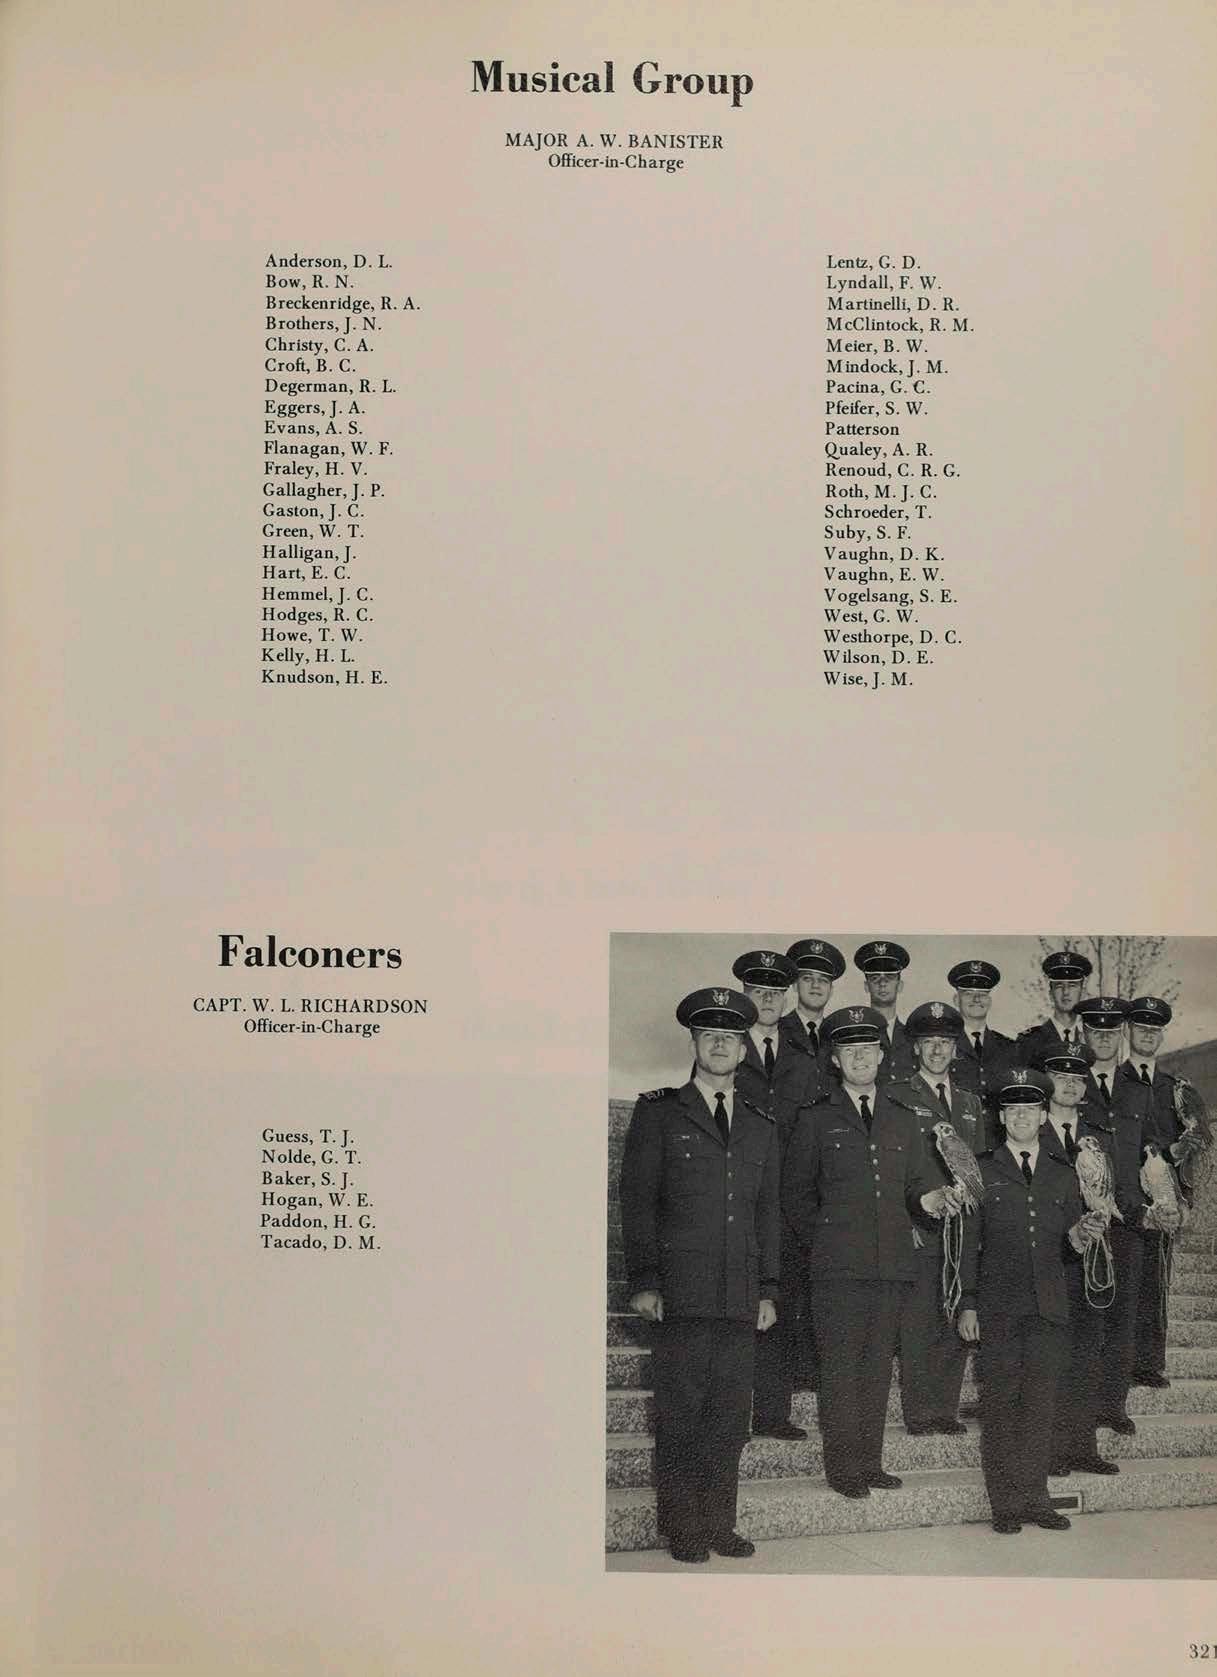 Musical Group
MAJOR A. W. BANISTER
Officer-in-Charge
Anderson, D. L.
Bow, R. N.
Breckenridge, R. A.
Brothers, J. N.
Christy, C. A.
Croft, B. C.
Degerman, R. L.
Eggers, J. A.
Evans, A. S.
Flanagan, W. F.
Fraley, H. V.
Gallagher, J. P.
Gaston, J. C.
Green, W. T.
Halligan, J.
Hart, E. C.
Hemmel, J. C.
Hodges, R. C.
Howe, T. W.
Kelly, H. L.
Knudson, H. E.
Lentz, G. D.
Lyndall, F. W.
Martinelli, D. R.
McClintock, R. M.
Meier, B. W.
Mindock, J. M.
Pacina, G. C.
Pfeifer, S. W.
Patterson
Qualey, A. R.
Renoud, C. R. G.
Roth, M. J. C.
Schroeder, T.
Suby, S. F.
Vaughn, D. K.
Vaughn, E. W.
Vogelsang, S. E.
West, G. W.
Westhorpe, D. C.
Wilson, D. E.
Wise, J. M.
Falconers
CAPT. W. L. RICHARDSON
Officer-in-Charge
Guess, T. J.
Nolde, G. T.
Baker, S. J.
Hogan, W. E.
Paddon, H. G.
Tacado, D. M.
321